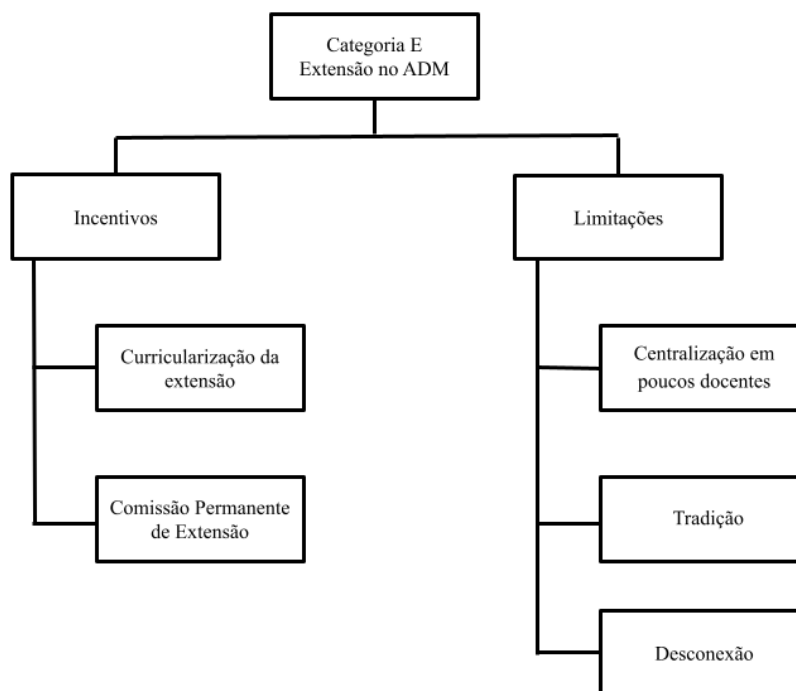 Categoria E
Extensão no ADM
Incentivos
Limitações
Curricularização da
extensão
Centralização em
poucos docentes
Comissão Permanente
de Extensão
Tradição
Desconexão